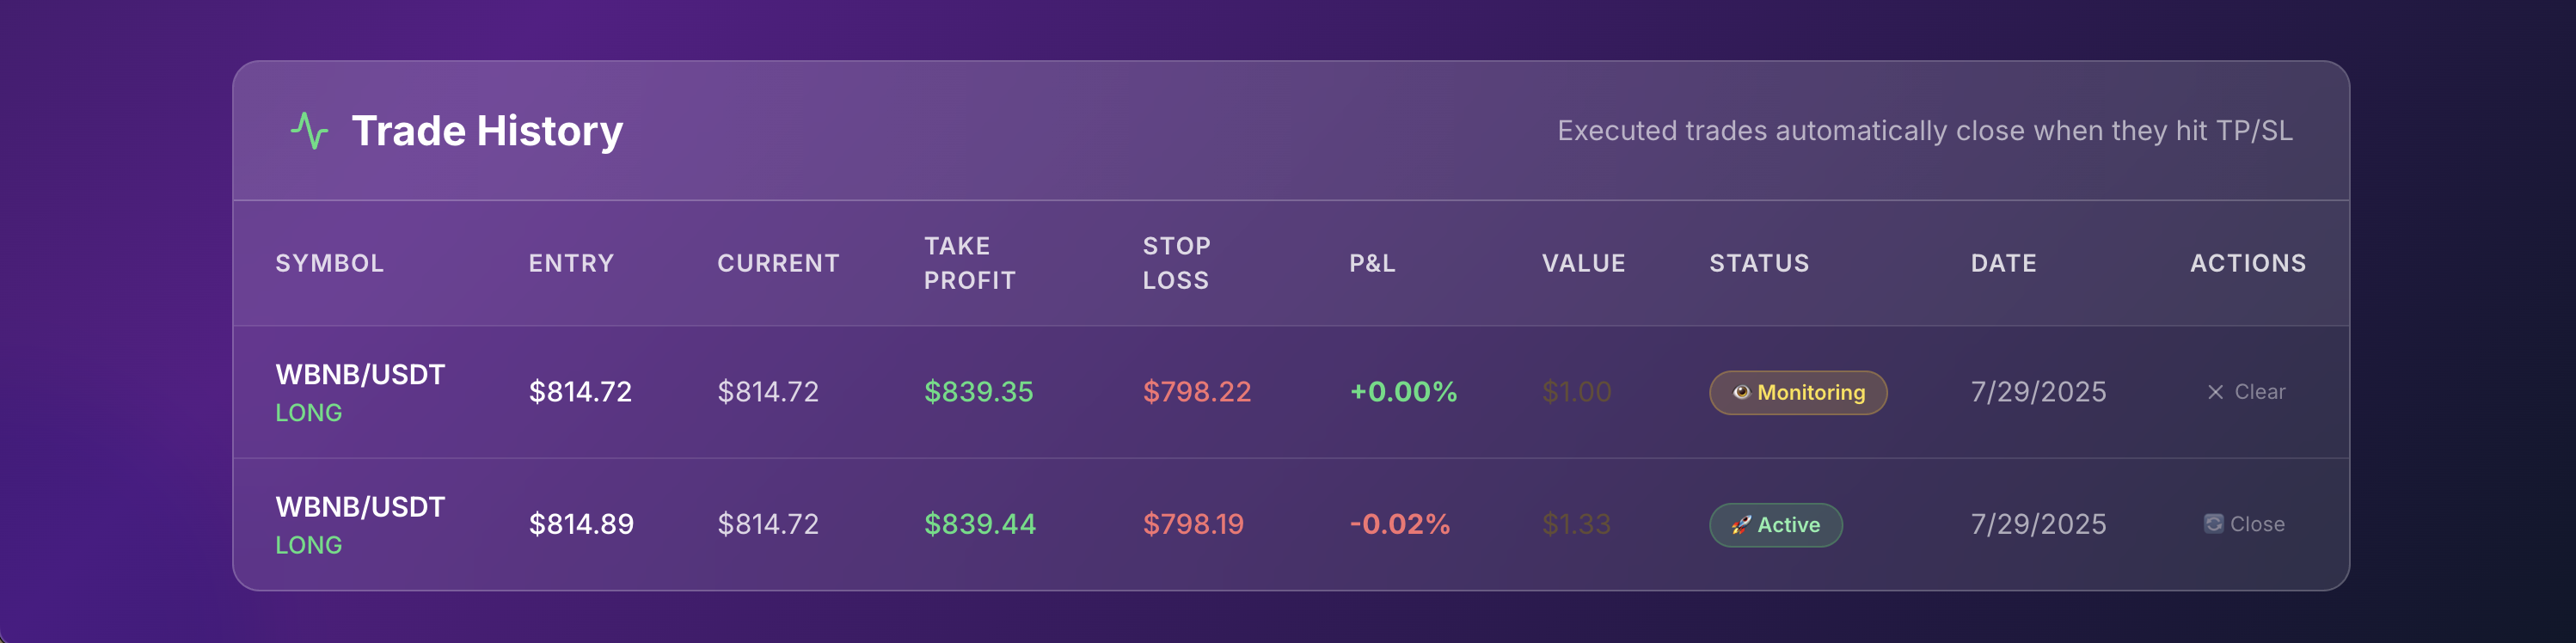 Trade History
Executed trades automatically close when they hit TP/SL
SYMBOL ENTRY CURRENT TAKE PROFIT STOP LOSS P&L VALUE STATUS DATE ACTIONS
WBNB/USDT $814.72 $814.72 $839.35 $798.22 +0.00% $1.00 Monitoring 7/29/2025 Clear
LONG
WBNB/USDT $814.89 $814.72 $839.44 $798.19 -0.02% $1.33 Active 7/29/2025 Close
LONG